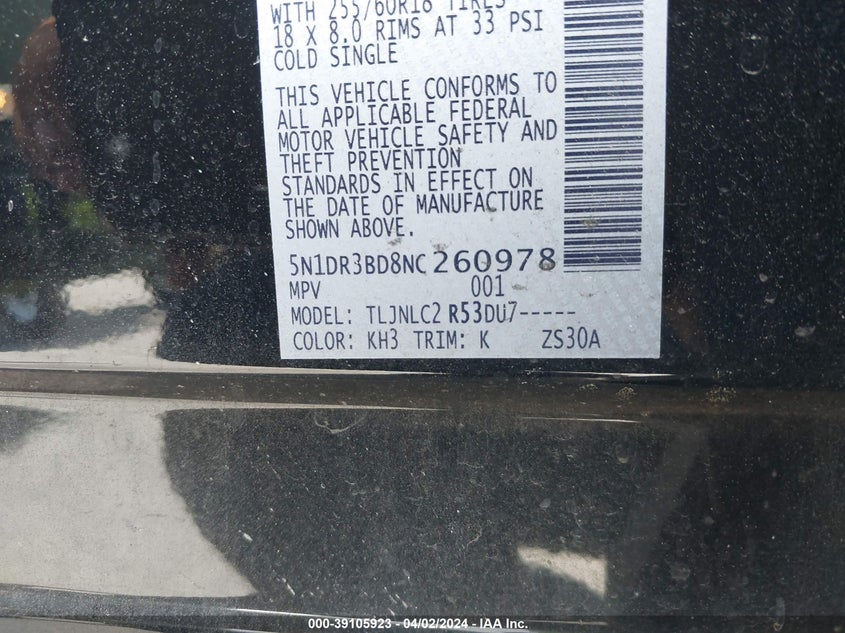 WITH 255/60R18 TIRES
18 X 8.0 RIMS AT 33 PSI
COLD SINGLE
THIS VEHICLE CONFORMS TO
ALL APPLICABLE FEDERAL
MOTOR VEHICLE SAFETY AND
THEFT PREVENTION
STANDARDS IN EFFECT ON
THE DATE OF MANUFACTURE
SHOWN ABOVE.
5N1DR3BD8NC260978
MPV 001
MODEL: TLJNLC2 R53DU7-----
COLOR: KH3 TRIM: K ZS30A
000-39105923 - 04/02/2024 - IAA Inc.